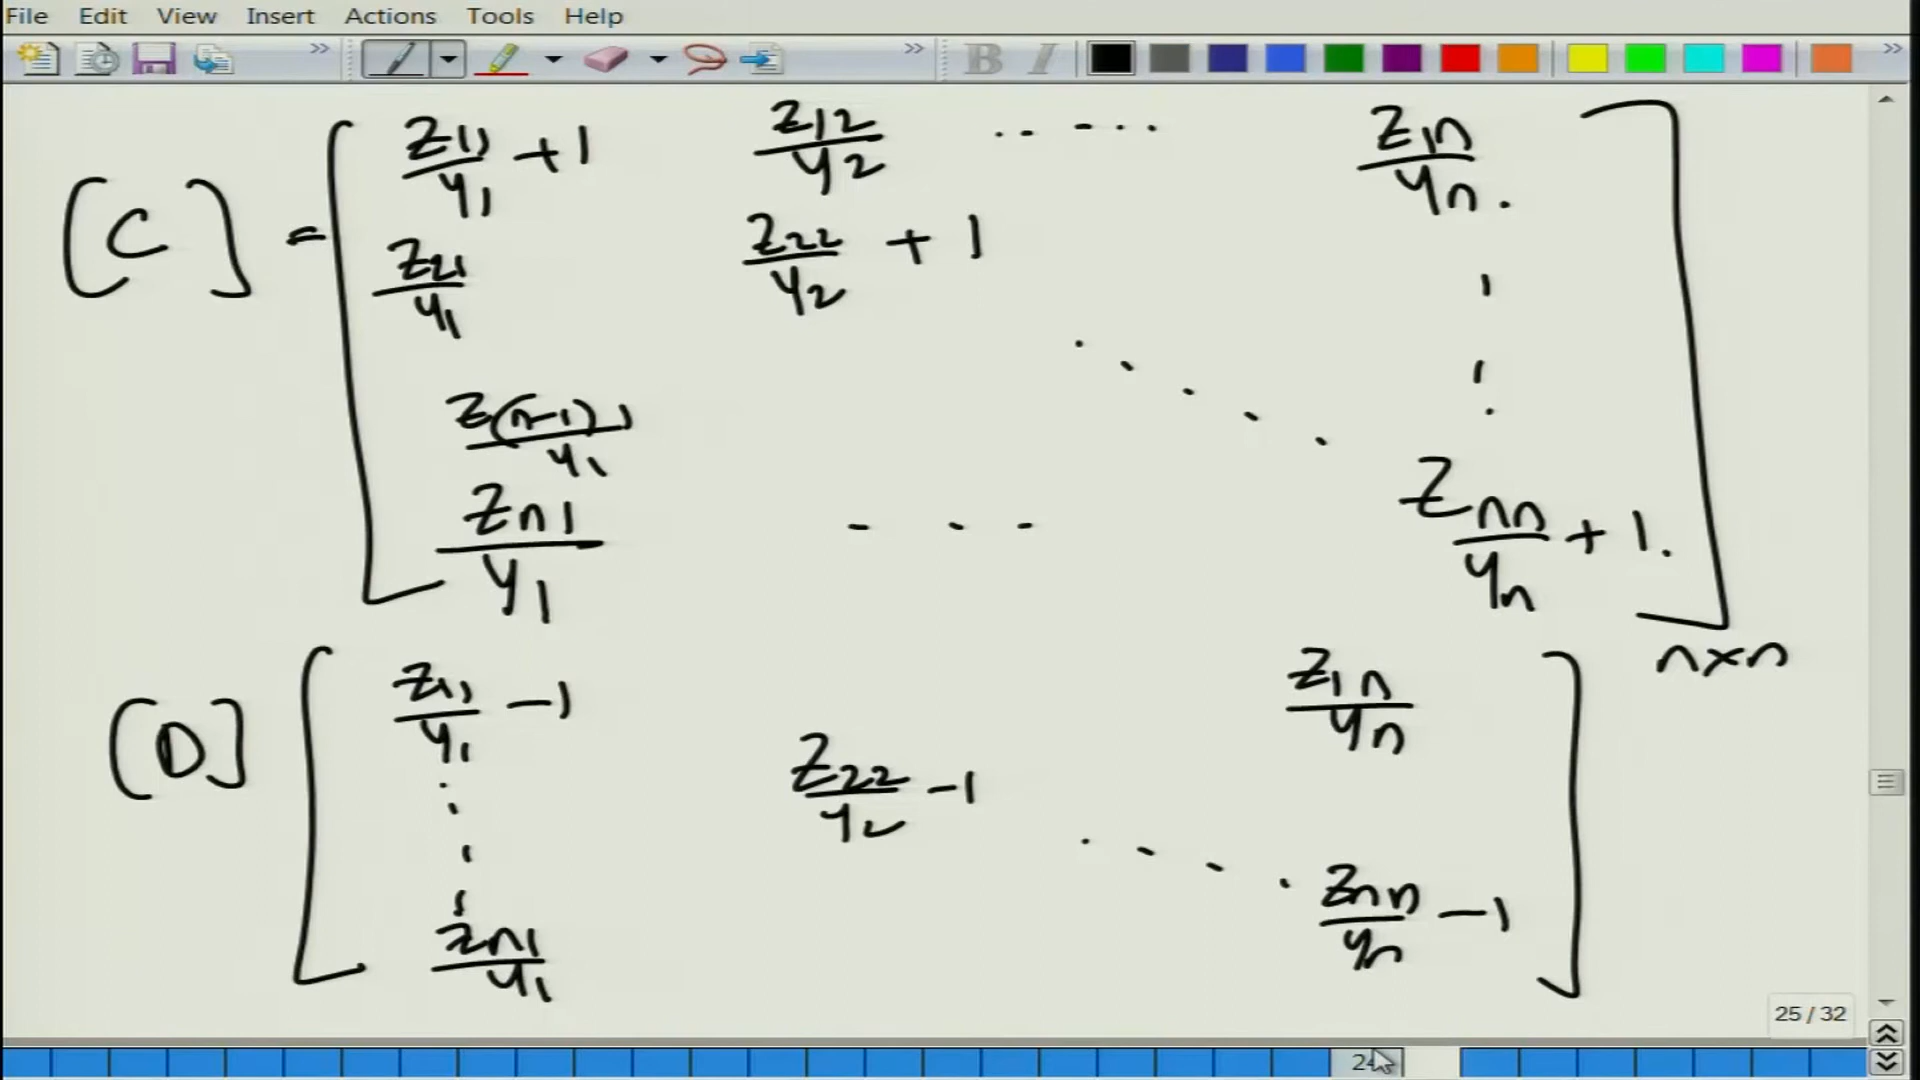 File Edit View Insert Actions Tools Help
B I
[C] = [ Z11/y1 + 1 Z12/y2 ..-.. Z1n/yn .
Z21/y1 Z22/y2 + 1
Z(n-1)1/y1
Zn1/y1 - - - Znn/yn + 1. ] n×n
[D] [ Z11/y1 - 1 Z1n/yn
Z22/y2 - 1
Zn1/y1 .... Znn/yn - 1 ]
25 / 32